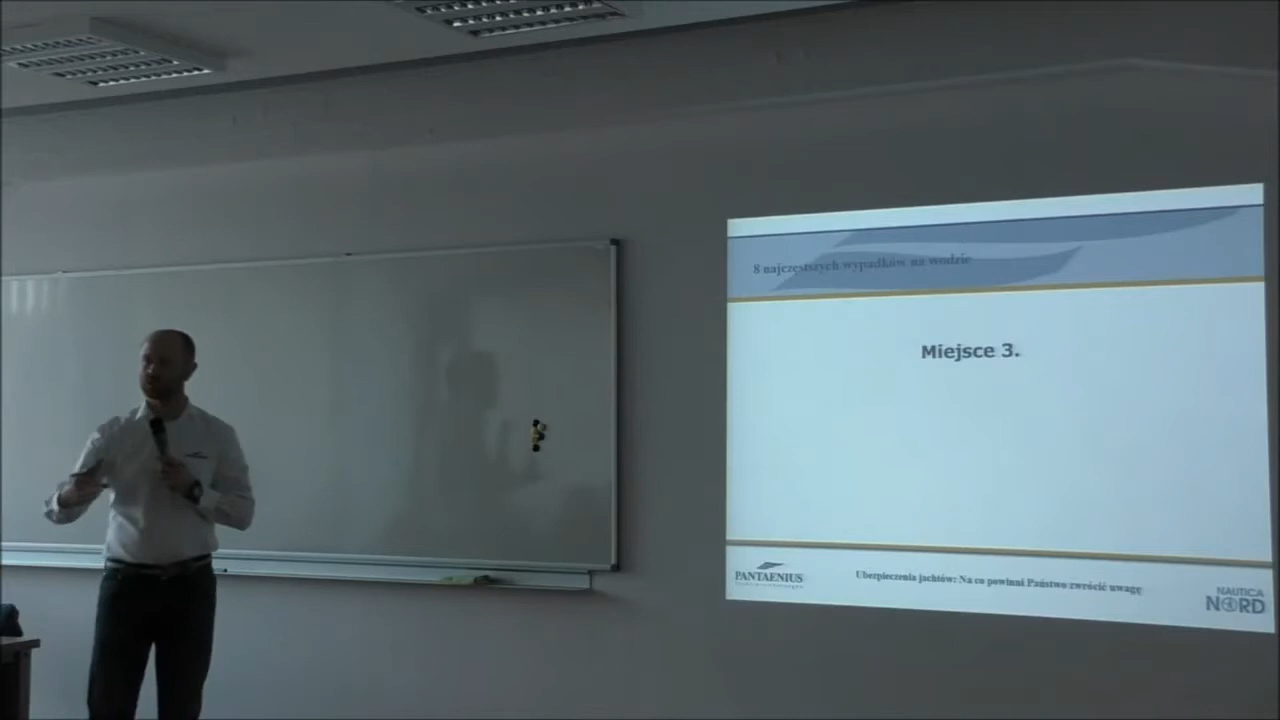 8 najczęstszych wypadków na wodzie
Miejsce 3.
PANTAENIUS
Ubezpieczenia jachtów: Na co powinni Państwo zwrócić uwagę
NAUTICA
NORD